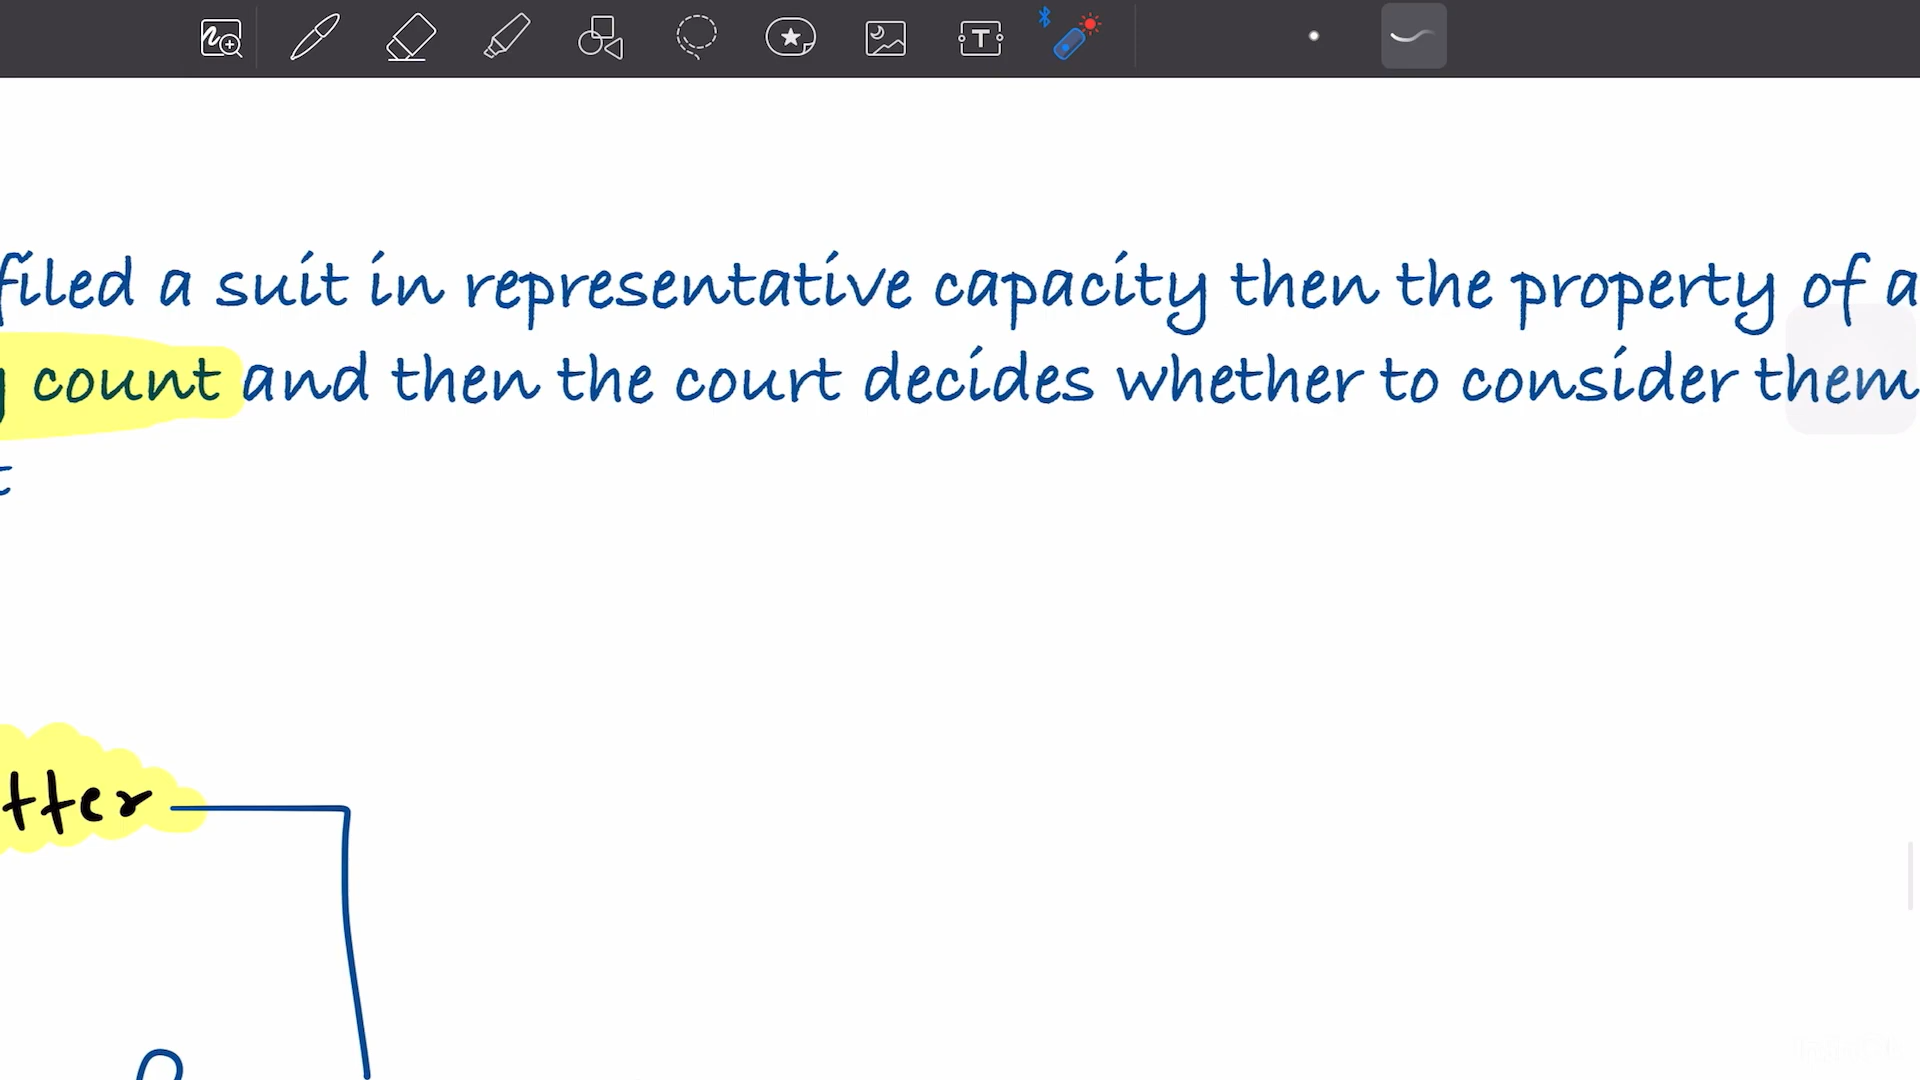 filed a suit in representative capacity then the property of a
count and then the court decides whether to consider them
tter